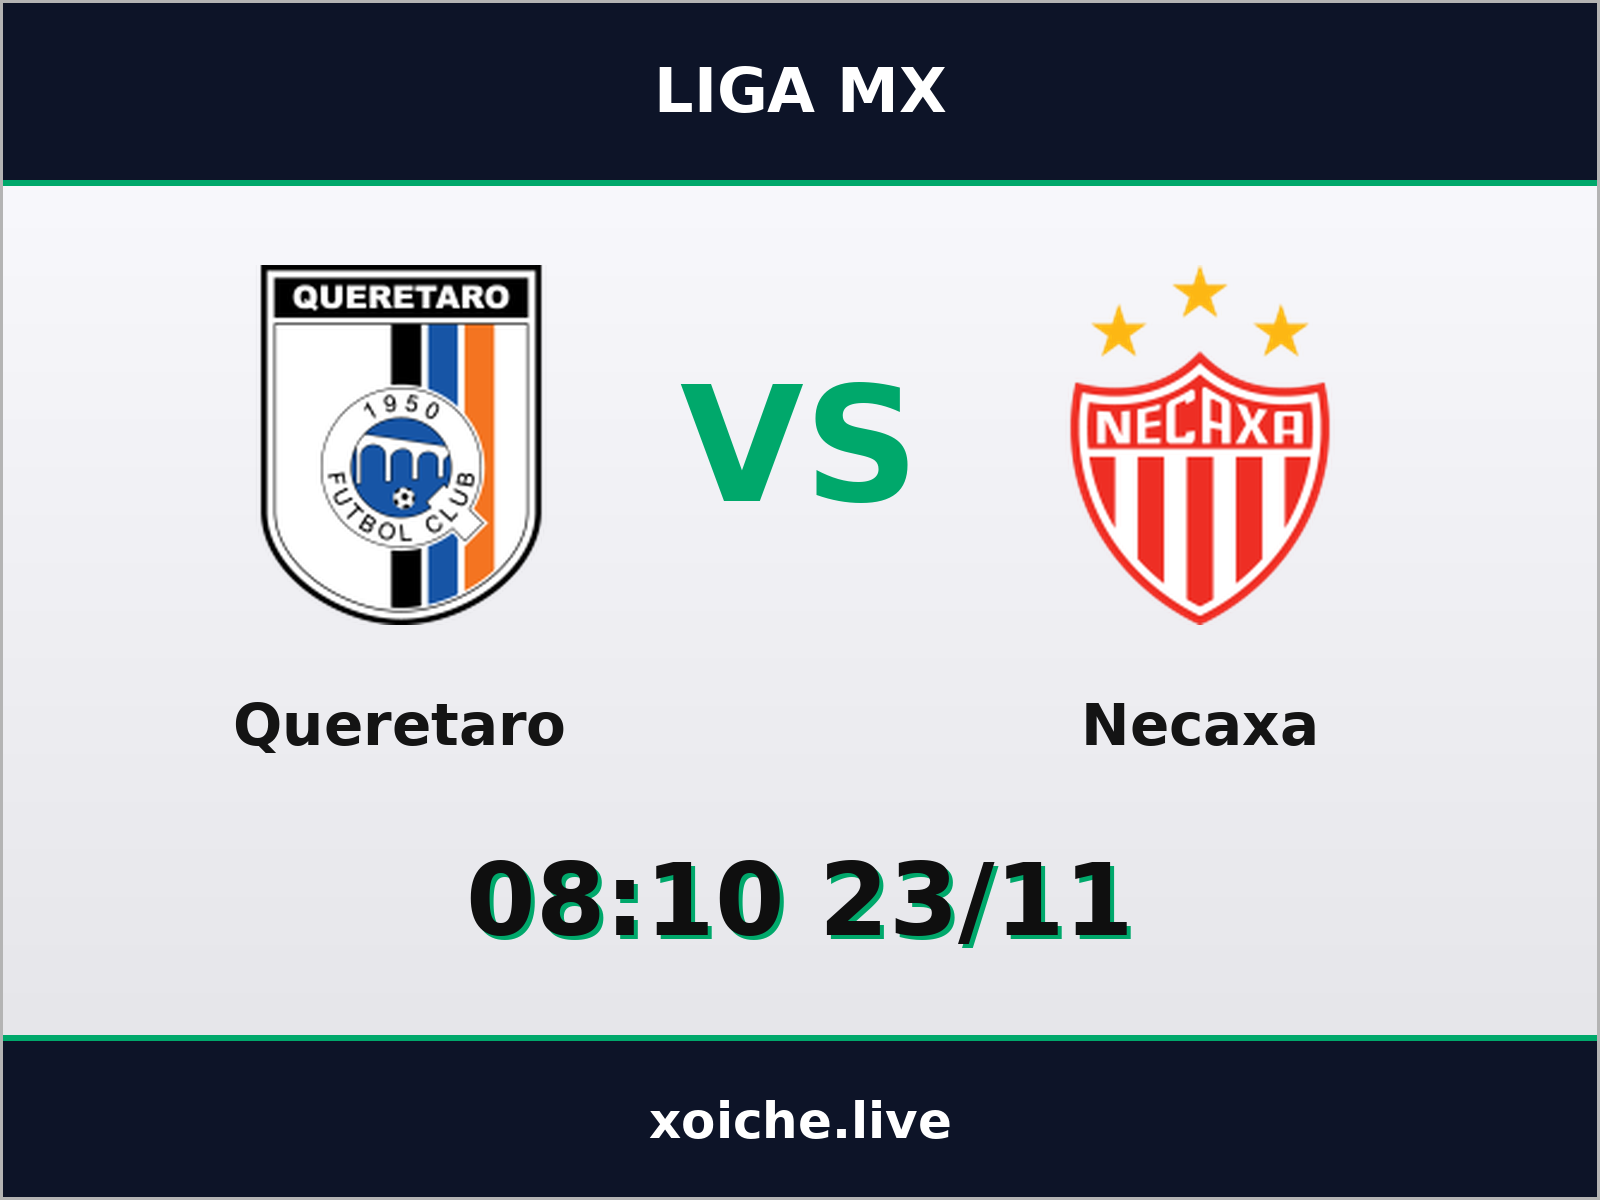 LIGA MX
QUERETARO
1950
FUTBOL CLUB
VS
NECAXA
Queretaro
Necaxa
08:10 23/11
xoiche.live